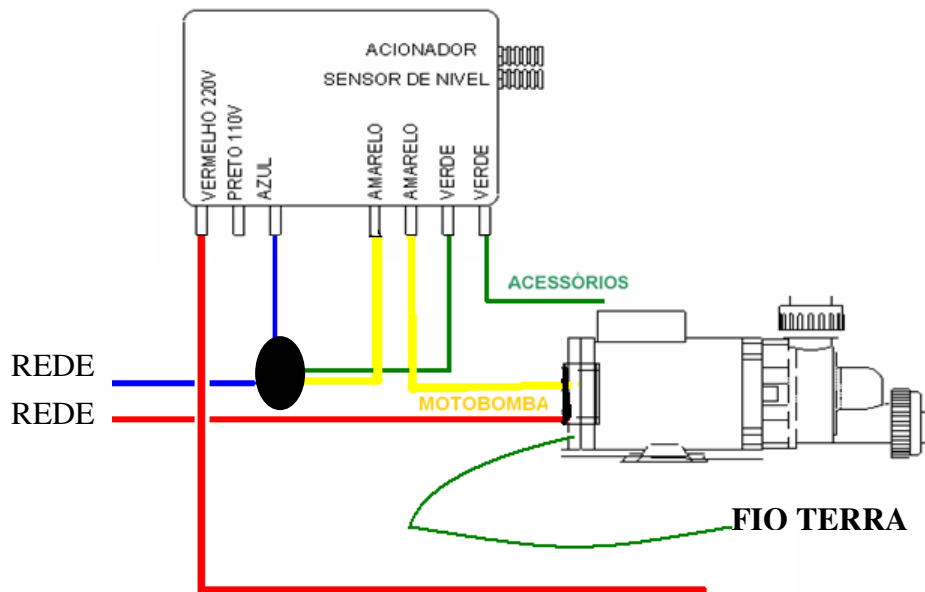 ACIONADOR
SENSOR DE NIVEL
VERMELHO 220V
PRETO 110V
AZUL
AMARELO
AMARELO
VERDE
VERDE
ACESSÓRIOS
REDE
REDE
MOTOBOMBA
FIO TERRA